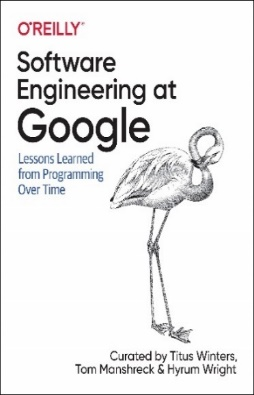 O'REILLY®
Software
Engineering at
Google
Lessons Learned
from Programming
Over Time
Curated by Titus Winters,
Tom Manshreck & Hyrum Wright